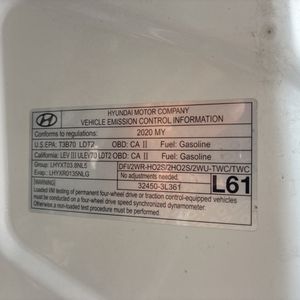 HYUNDAI
HYUNDAI MOTOR COMPANY
VEHICLE EMISSION CONTROL INFORMATION
Conforms to regulations: 2020 MY
U.S.EPA: T3B70 LDT2 OBD: CA II Fuel: Gasoline
California: LEV III ULEV70 LDT2 OBD: CA II Fuel: Gasoline
Group: LHYXT03.8NL5 DFI/2WR-HO2S/2HO2S/2WU-TWC/TWC
Evap: LHYXR0135NLG No adjustments needed.
32450-3L361 L61
Loaded I/M testing of permanent four-wheel drive or traction control-equipped vehicles
must be conducted on a four-wheel drive speed synchronized dynamometer.
Otherwise a non-loaded test procedure must be conducted.